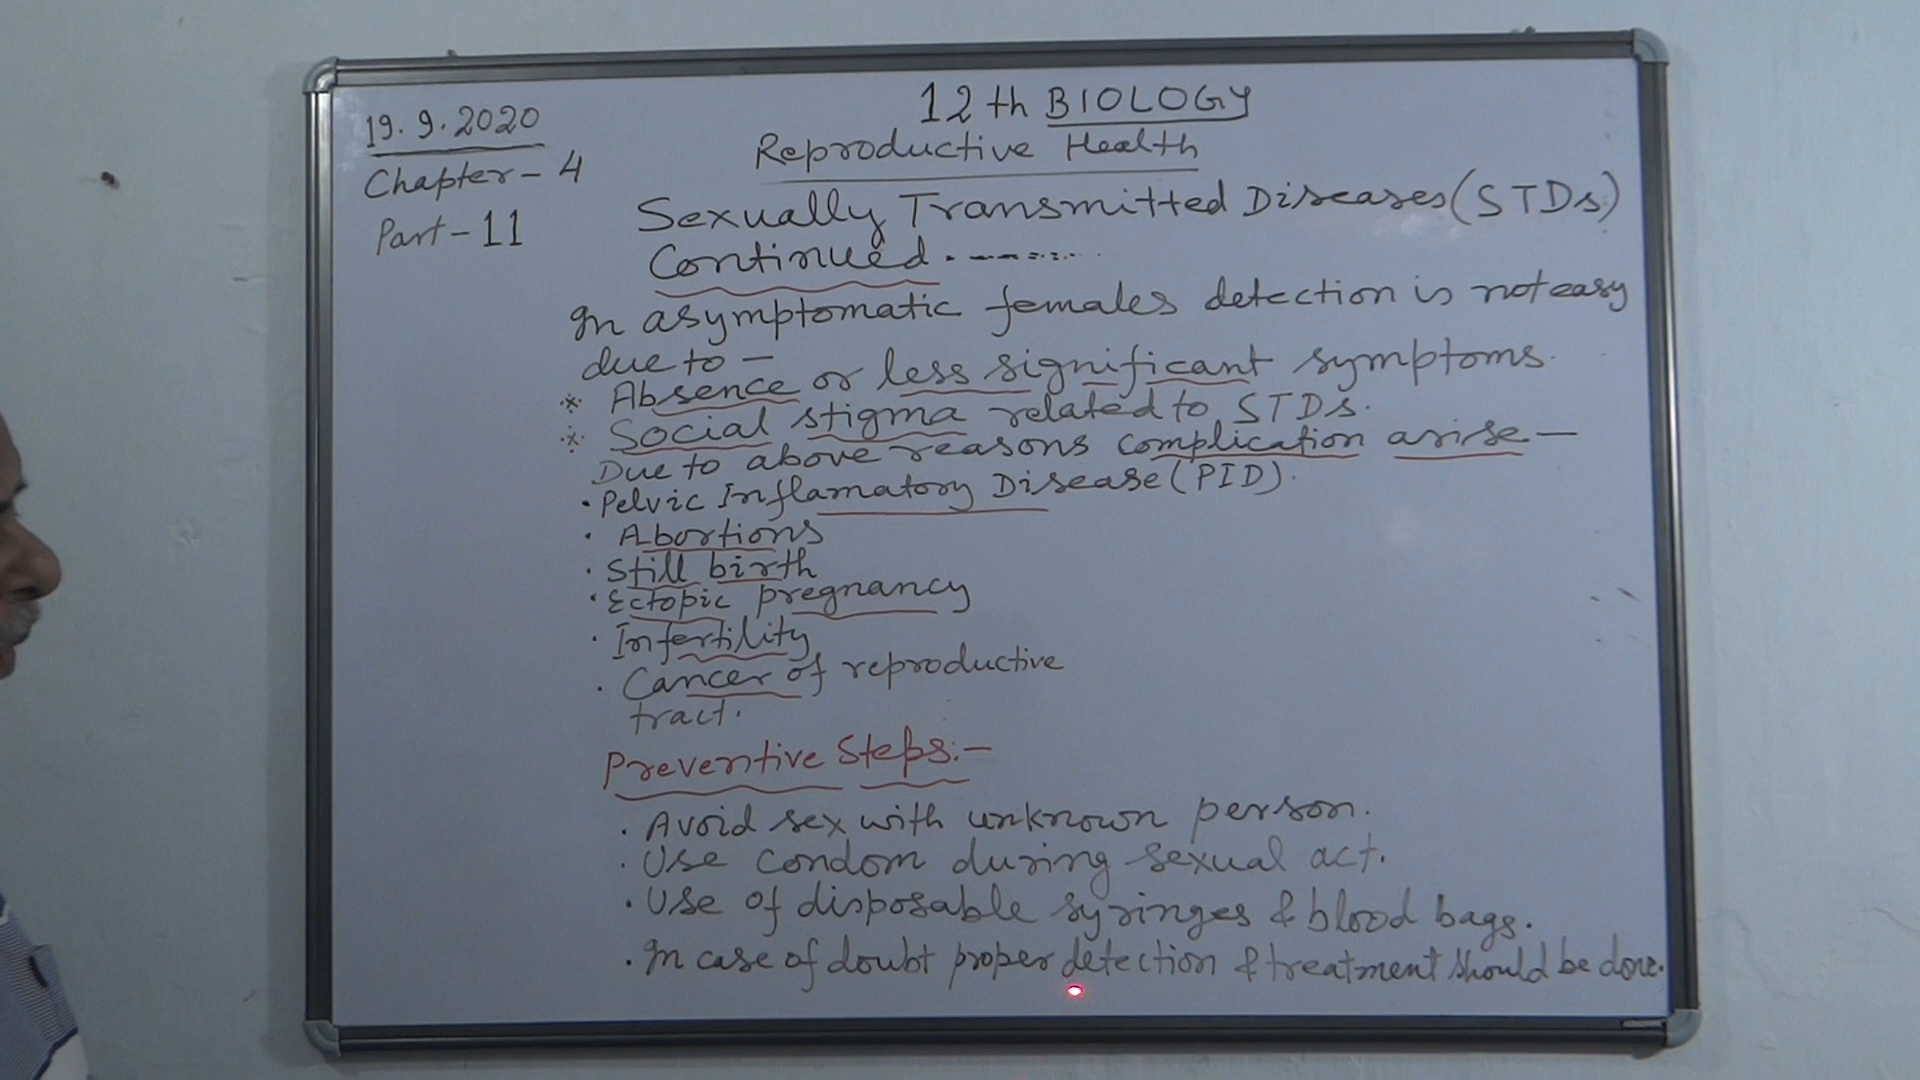 19.9.2020
Chapter-4
Part-11
12th BIOLOGY
Reproductive Health
Sexually Transmitted Diseases(STDs)
Continued.-----....
In asymptomatic females detection is not easy
due to -
* Absence or less significant symptoms.
* Social stigma related to STDs.
Due to above reasons complication arise-
• Pelvic Inflamatory Disease(PID).
• Abortions
• Still birth
• Ectopic pregnancy
• Infertility
• Cancer of reproductive
tract.
Preventive Steps:-
• Avoid sex with unknown person.
• Use condom during sexual act.
• Use of disposable syringes & blood bags.
• In case of doubt proper detection & treatment should be done.